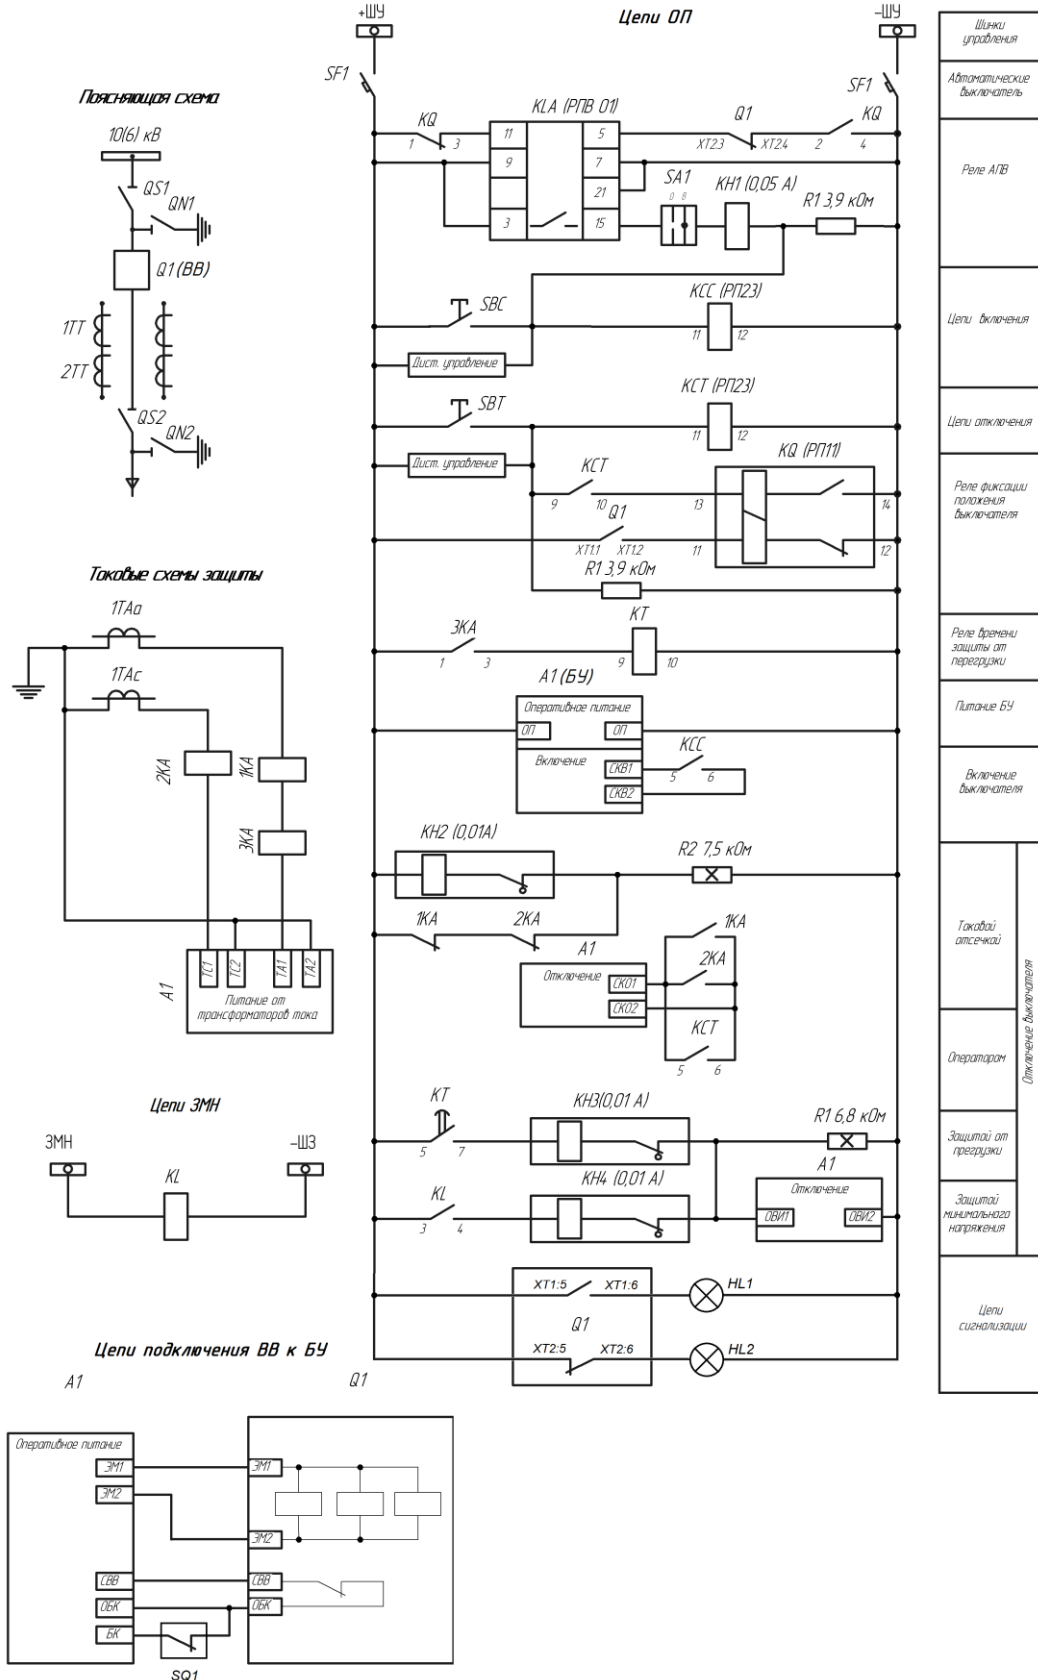 Цепи ОП
+ШУ
-ШУ
SF1
SF1
KQ
1 3
KLA (РПВ 01)
11 5
9 7
21
3 15
Q1
XT2.3 XT2.4
KQ
2 4
SA1
0 В
KH1 (0,05 А)
R1 3,9 кОм
SBC
Дист. управление
KCC (РП23)
11 12
SBT
Дист. управление
KCT (РП23)
11 12
KCT
9 10
KQ (РП11)
13 14
Q1
XT1.1 XT1.2
11 12
R1 3,9 кОм
3KA
1 3
KT
9 10
A1 (БУ)
Оперативное питание
ОП ОП
Включение
СКВ1
СКВ2
KCC
5 6
KH2 (0,01А)
R2 7,5 кОм
1KA 2KA
A1
Отключение
СКО1
СКО2
1KA
2KA
KCT
5 6
KT
5 7
KH3(0,01 А)
R1 6,8 кОм
KL
3 4
KH4 (0,01 А)
A1
Отключение
ОВИ1 ОВИ2
XT1:5 XT1:6
HL1
Q1
XT2:5 XT2:6
HL2
Шинки
управления
Автоматические
выключатель
Реле АПВ
Цепи включения
Цепи отключения
Реле фиксации
положения
выключателя
Реле времени
защиты от
перегрузки
Питание БУ
Включение
выключателя
Токовой
отсечкой
Оператором
Защитой от
прегрузки
Защитой
минимального
напряжения
Отключение выключателя
Цепи
сигнализации
Поясняющая схема
10(6) кВ
QS1
QN1
Q1 (ВВ)
1ТТ
2ТТ
QS2
QN2
Токовые схемы защиты
1TAa
1TAc
2KA
1KA
3KA
A1
TC1 TC2 TA1 TA2
Питание от
трансформаторов тока
Цепи ЗМН
ЗМН
-ШЗ
KL
Цепи подключения ВВ к БУ
A1
Q1
Оперативное питание
ЭМ1 ЭМ1
ЭМ2
ЭМ2
СВВ СВВ
ОБК ОБК
БК
SQ1